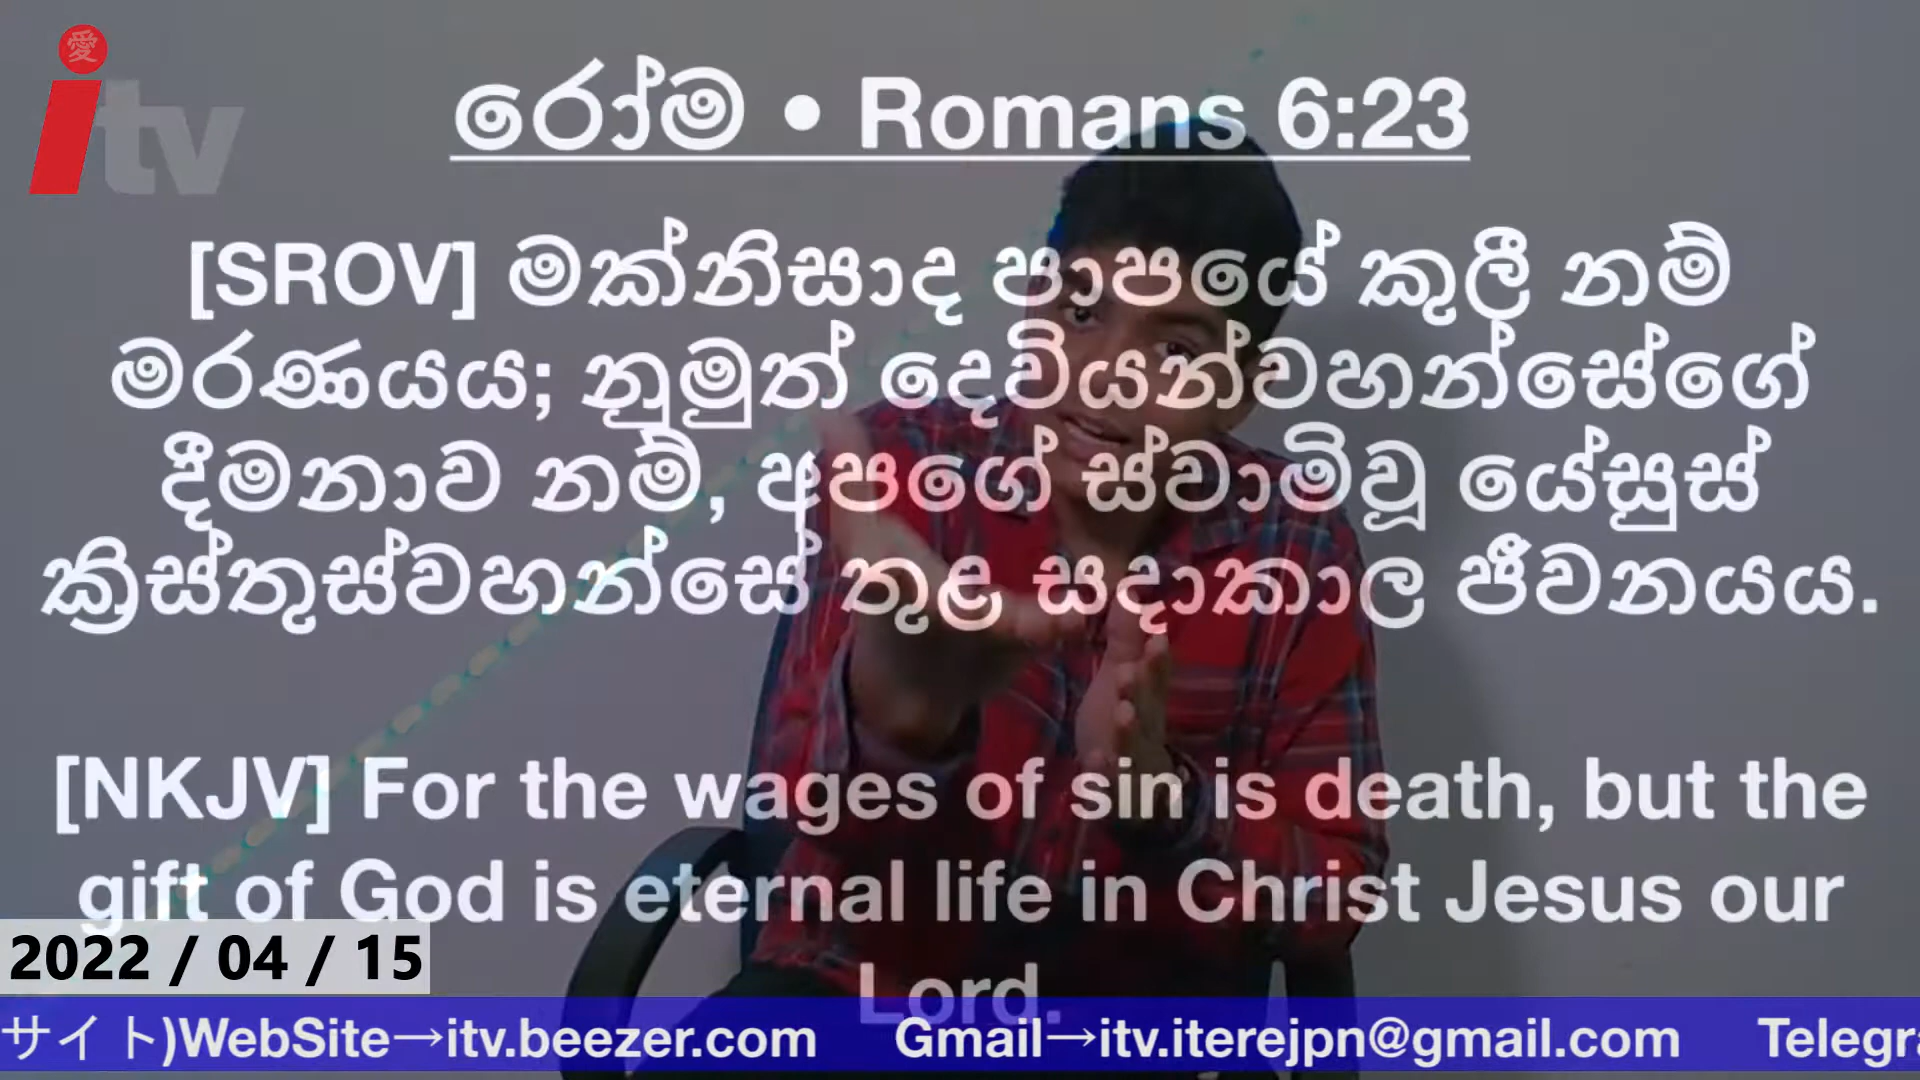 愛
itv
රෝම • Romans 6:23
[SROV] මක්නිසාද පාපයේ කුලී නම්
මරණයය; නුමුත් දෙවියන්වහන්සේගේ
දීමනාව නම්, අපගේ ස්වාමිවූ යේසුස්
ක්‍රිස්තුස්වහන්සේ තුළ සදාකාල ජීවනයය.
[NKJV] For the wages of sin is death, but the
gift of God is eternal life in Christ Jesus our
Lord.
2022 / 04 / 15
サイト)WebSite→itv.beezer.com Gmail→itv.iterejpn@gmail.com Telegra